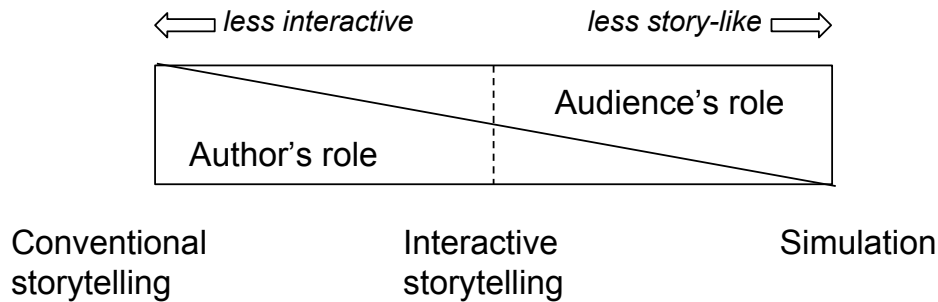 less interactive
less story-like
Audience’s role
Author’s role
Conventional
storytelling
Interactive
storytelling
Simulation